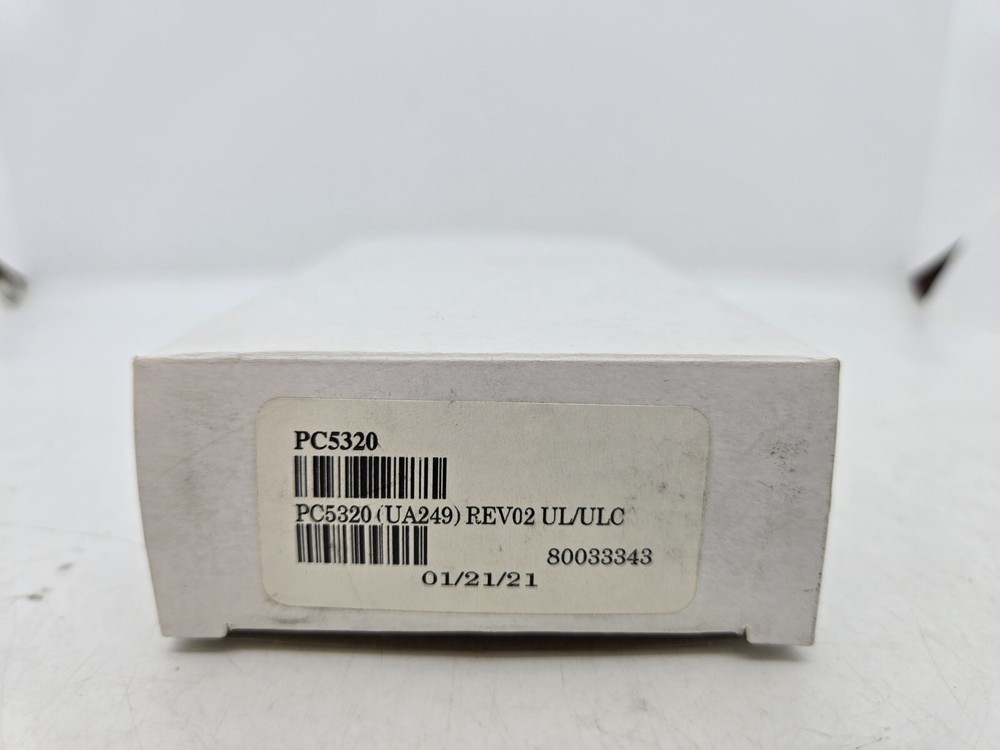 PC5320
PC5320 (UA249) REV02 UL/ULC
80033343
01/21/21